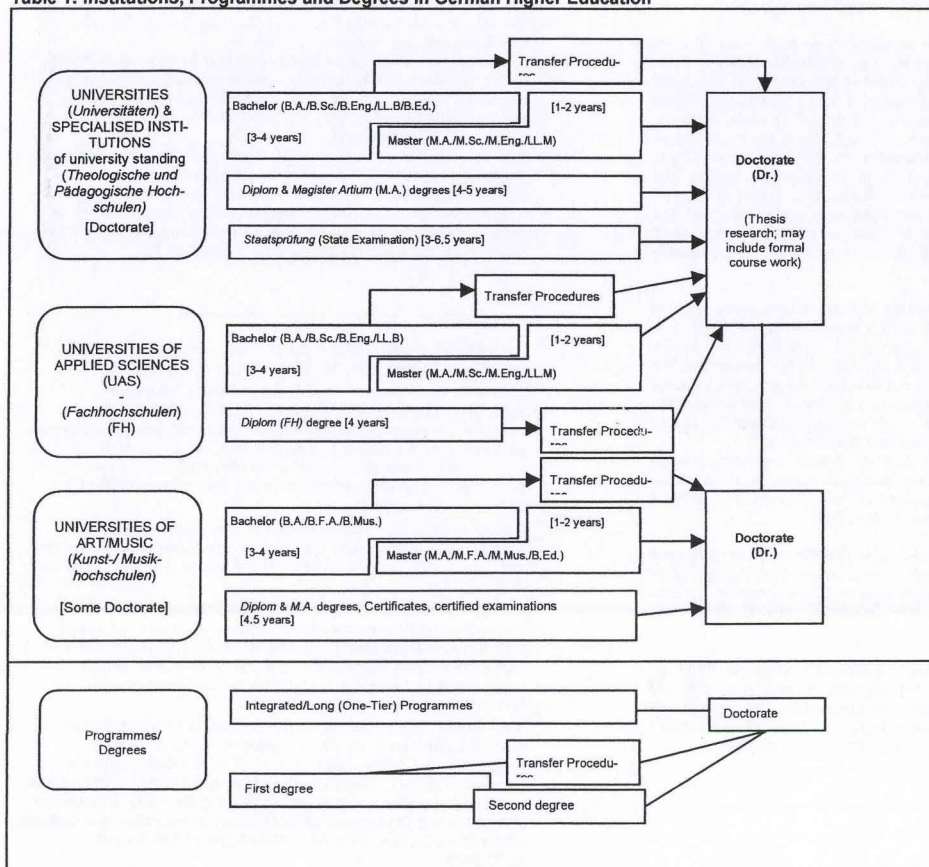 Table 1: Institutions, Programmes and Degrees in German Higher Education
UNIVERSITIES
(Universitäten) &
SPECIALISED INSTI-
TUTIONS
of university standing
(Theologische und
Pädagogische Hoch-
schulen)
[Doctorate]
Transfer Procedu-
Bachelor (B.A./B.Sc./B.Eng./LL.B/B.Ed.)
[3-4 years]
[1-2 years]
Master (M.A./M.Sc./M.Eng./LL.M)
Diplom & Magister Artium (M.A.) degrees [4-5 years]
Staatsprüfung (State Examination) [3-6,5 years]
Doctorate
(Dr.)
(Thesis
research; may
include formal
course work)
UNIVERSITIES OF
APPLIED SCIENCES
(UAS)
-
(Fachhochschulen)
(FH)
Transfer Procedures
Bachelor (B.A./B.Sc./B.Eng./LL.B)
[3-4 years]
[1-2 years]
Master (M.A./M.Sc./M.Eng./LL.M)
Diplom (FH) degree [4 years]
Transfer Procedu-
UNIVERSITIES OF
ART/MUSIC
(Kunst-/ Musik-
hochschulen)
[Some Doctorate]
Transfer Procedu-
Bachelor (B.A./B.F.A./B.Mus.)
[3-4 years]
[1-2 years]
Master (M.A./M.F.A./M.Mus./B.Ed.)
Diplom & M.A. degrees, Certificates, certified examinations
[4.5 years]
Doctorate
(Dr.)
Programmes/
Degrees
Integrated/Long (One-Tier) Programmes
Doctorate
Transfer Procedu-
First degree
Second degree